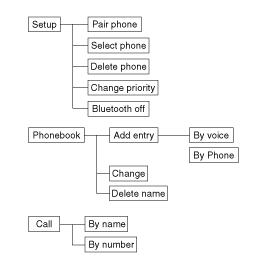 Setup
Pair phone
Select phone
Delete phone
Change priority
Bluetooth off
Phonebook
Add entry
By voice
By Phone
Change
Delete name
Call
By name
By number